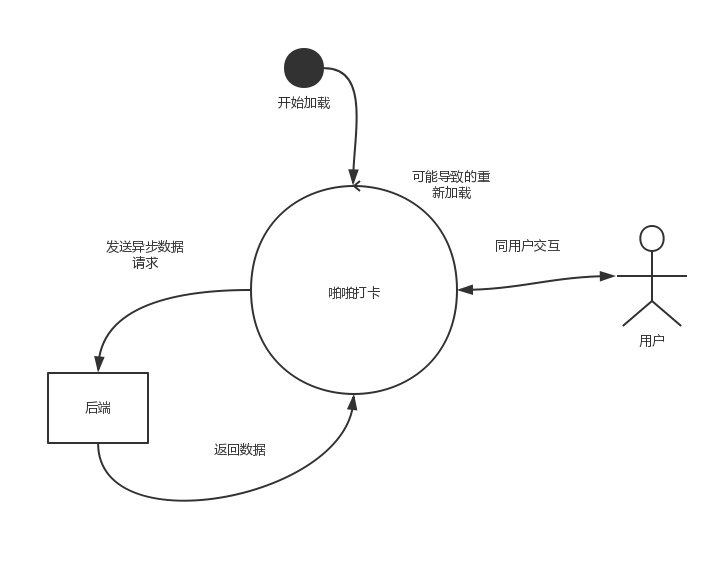 开始加载
可能导致的重
新加载
发送异步数据
请求
同用户交互
啪啪打卡
用户
后端
返回数据